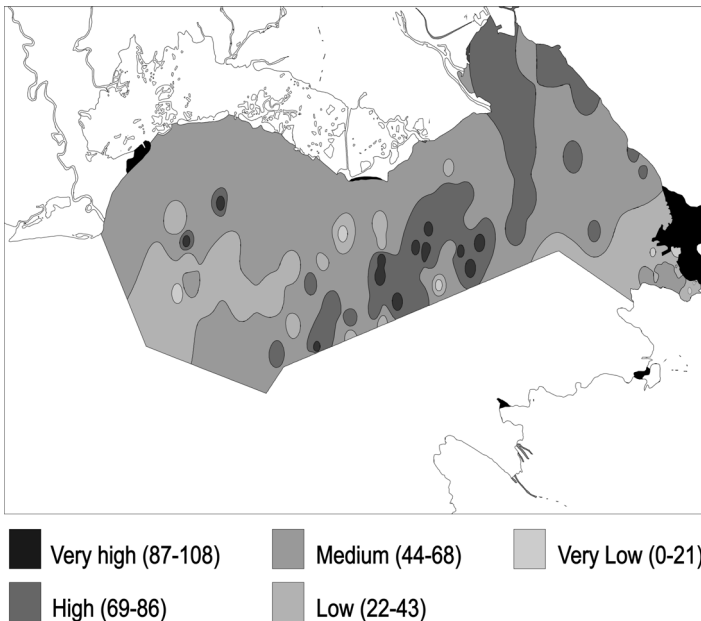 Very high (87-108)
Medium (44-68)
Very Low (0-21)
High (69-86)
Low (22-43)